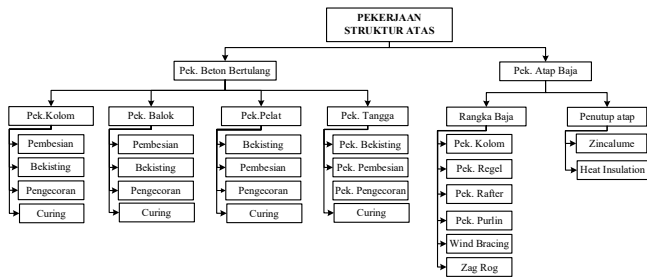 PEKERJAAN
STRUKTUR ATAS
Pek. Beton Bertulang
Pek. Atap Baja
Pek.Kolom
Pek. Balok
Pek.Pelat
Pek. Tangga
Rangka Baja
Penutup atap
Pembesian
Bekisting
Pengecoran
Curing
Pembesian
Bekisting
Pengecoran
Curing
Bekisting
Pembesian
Pengecoran
Curing
Pek. Bekisting
Pek. Pembesian
Pek. Pengecoran
Curing
Pek. Kolom
Pek. Regel
Pek. Rafter
Pek. Purlin
Wind Bracing
Zag Rog
Zincalume
Heat Insulation